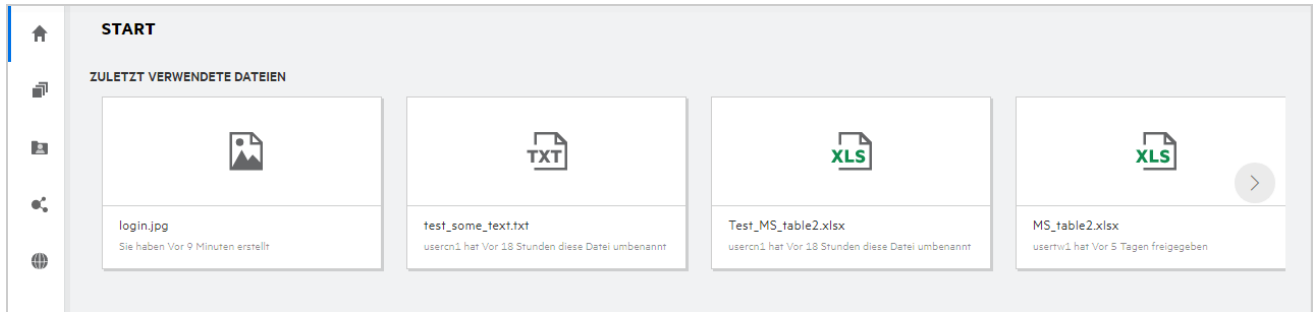 START
ZULETZT VERWENDETE DATEIEN
TXT
XLS
XLS
login.jpg
Sie haben Vor 9 Minuten erstellt
test_some_text.txt
usercn1 hat Vor 18 Stunden diese Datei umbenannt
Test_MS_table2.xlsx
usercn1 hat Vor 18 Stunden diese Datei umbenannt
MS_table2.xlsx
usertw1 hat Vor 5 Tagen freigegeben